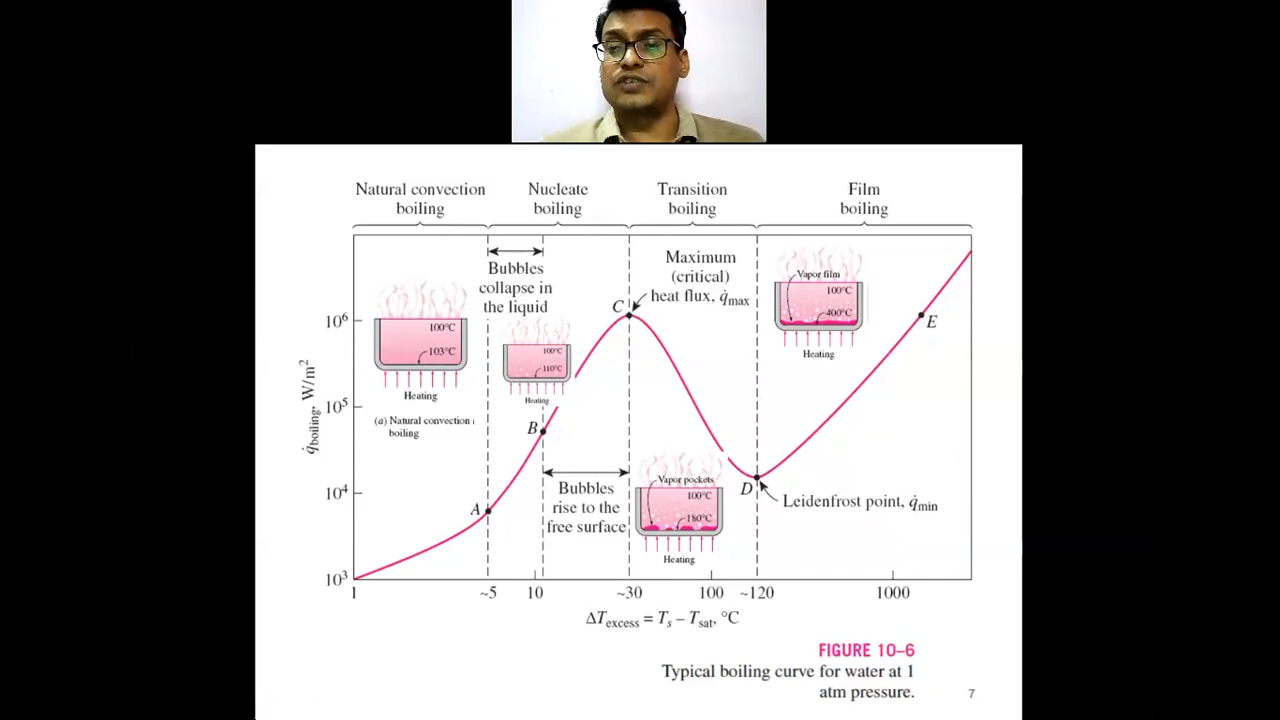 Natural convection
boiling
Nucleate
boiling
Transition
boiling
Film
boiling
Bubbles
collapse in
the liquid
Maximum
(critical)
heat flux, q̇max
C
E
Vapor film
100°C
400°C
Heating
100°C
103°C
Heating
(a) Natural convection
boiling
100°C
110°C
Heating
B
A
D
Bubbles
rise to the
free surface
Vapor pockets
100°C
180°C
Heating
Leidenfrost point, q̇min
q̇boiling, W/m²
10⁶
10⁵
10⁴
10³
1
~5
10
~30
100
~120
1000
ΔTexcess = Ts – Tsat, °C
FIGURE 10–6
Typical boiling curve for water at 1
atm pressure.
7